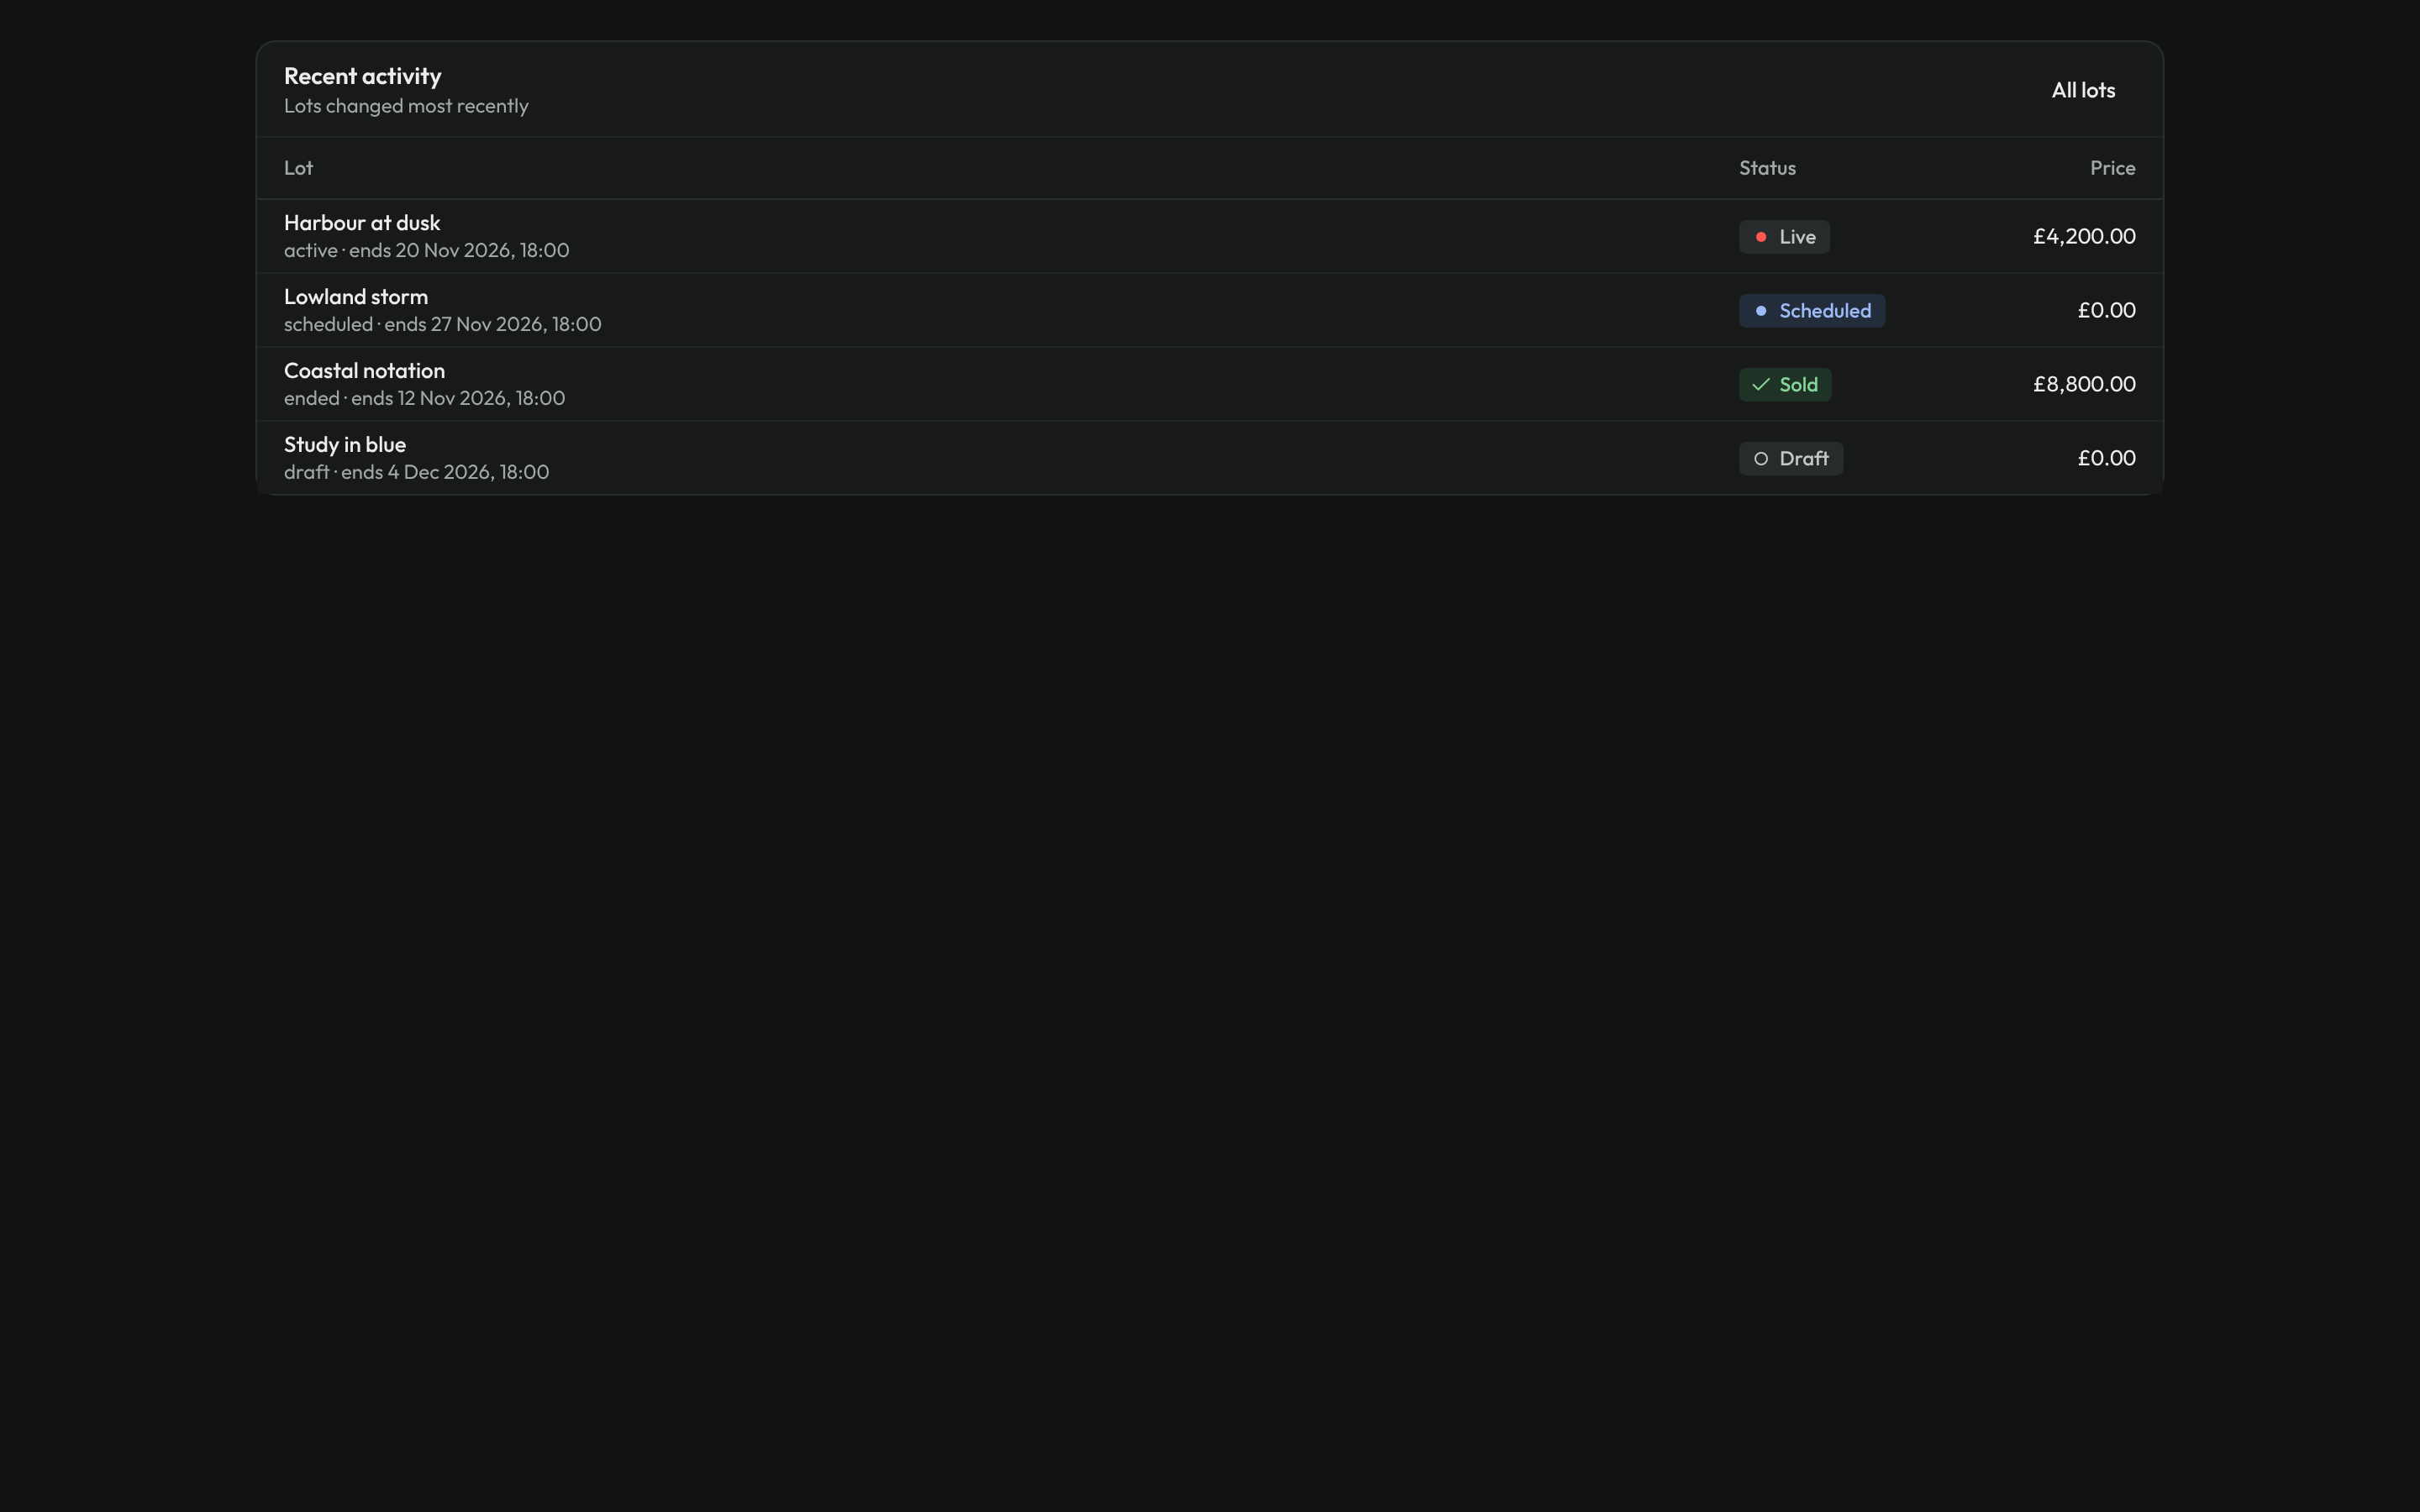 Recent activity
Lots changed most recently
All lots
Lot Status Price
Harbour at dusk
active · ends 20 Nov 2026, 18:00
Live
£4,200.00
Lowland storm
scheduled · ends 27 Nov 2026, 18:00
Scheduled
£0.00
Coastal notation
ended · ends 12 Nov 2026, 18:00
Sold
£8,800.00
Study in blue
draft · ends 4 Dec 2026, 18:00
Draft
£0.00